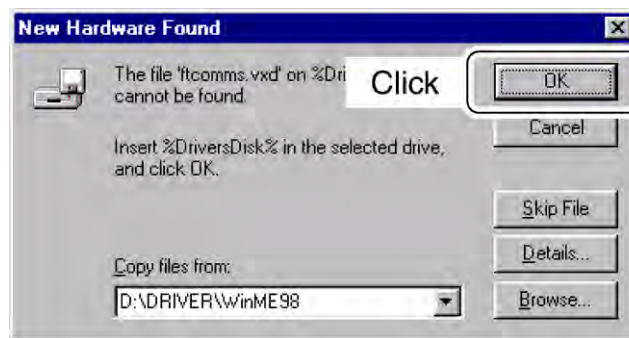 New Hardware Found
The file 'ftcomms.vxd' on
cannot be found.
Click
OK
Cancel
Insert %DriversDisk% in the selected drive,
and click OK.
Skip File
Details...
Copy files from:
D:\DRIVER\WinME98
Browse...